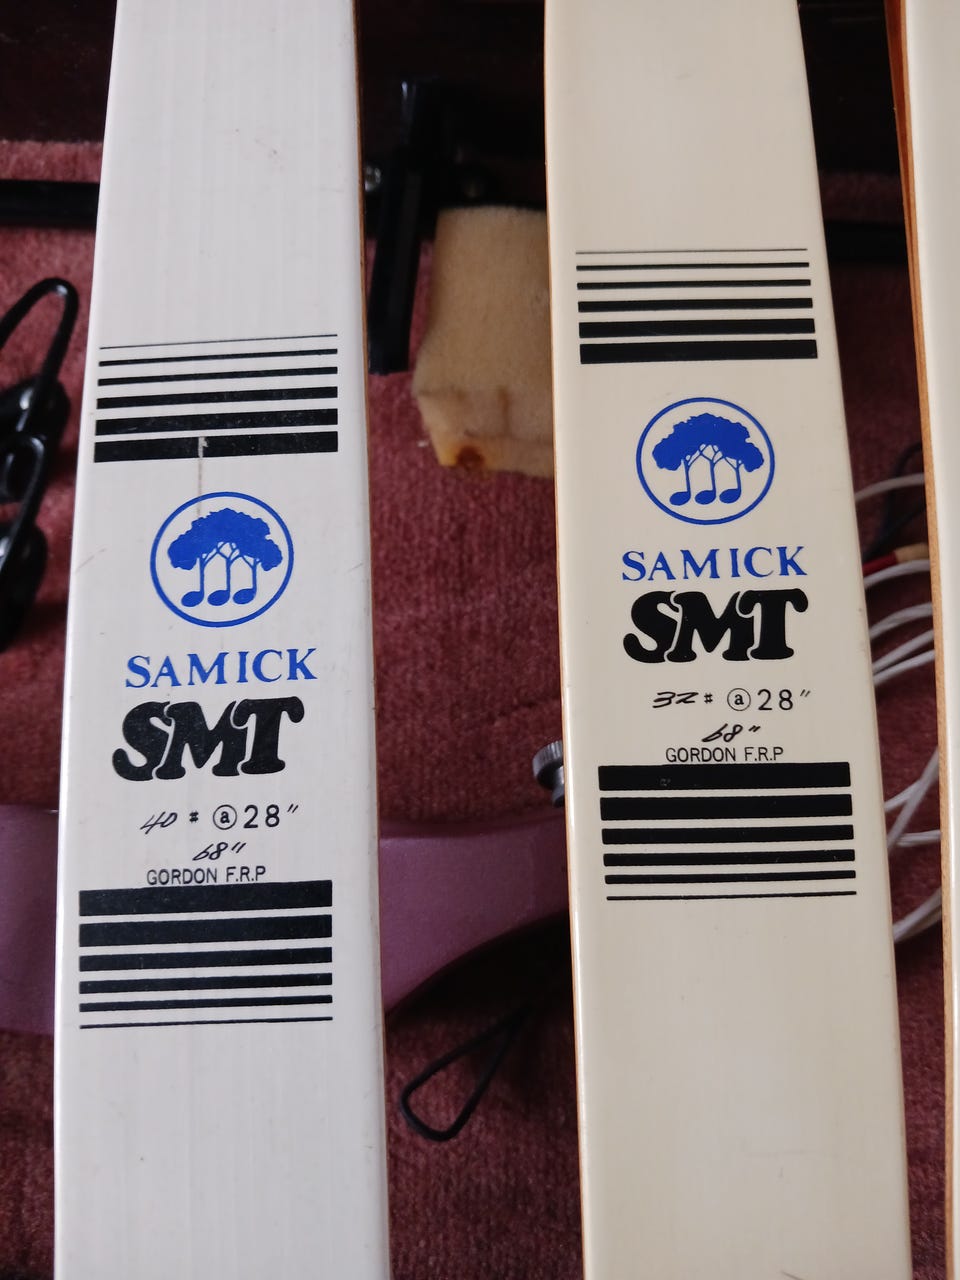 SAMICK
SMT
40 # @ 28"
68"
GORDON F.R.P
SAMICK
SMT
32 # @ 28"
68"
GORDON F.R.P